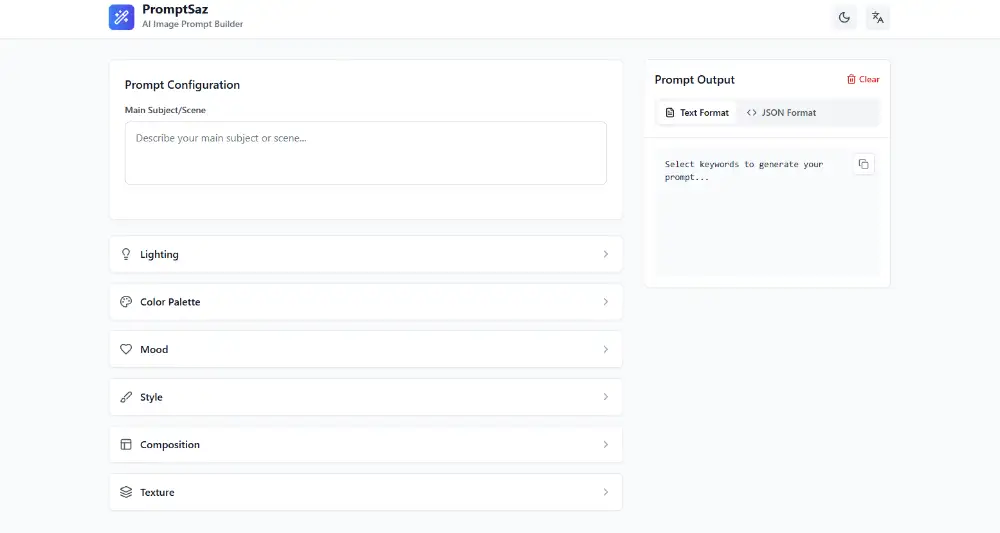 PromptSaz
AI Image Prompt Builder
Prompt Configuration
Main Subject/Scene
Describe your main subject or scene...
Lighting
Color Palette
Mood
Style
Composition
Texture
Prompt Output
Clear
Text Format
JSON Format
Select keywords to generate your
prompt...